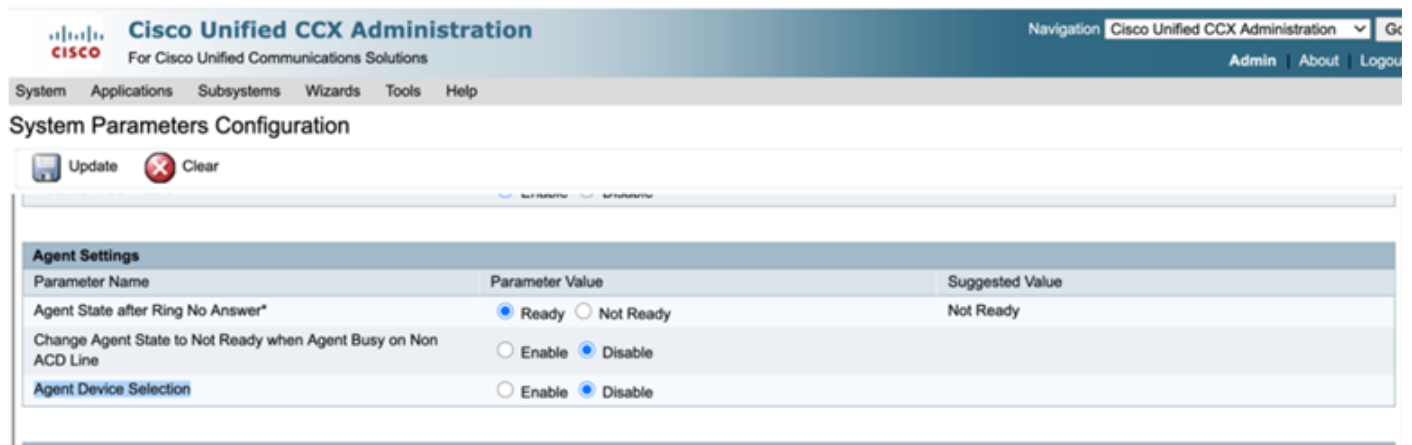 Cisco Unified CCX Administration
For Cisco Unified Communications Solutions
CISCO
Navigation Cisco Unified CCX Administration Go
Admin | About | Logou
System Applications Subsystems Wizards Tools Help
System Parameters Configuration
Update Clear
Enable Disable
Agent Settings
Parameter Name Parameter Value Suggested Value
Agent State after Ring No Answer* Ready Not Ready Not Ready
Change Agent State to Not Ready when Agent Busy on Non
ACD Line Enable Disable
Agent Device Selection Enable Disable